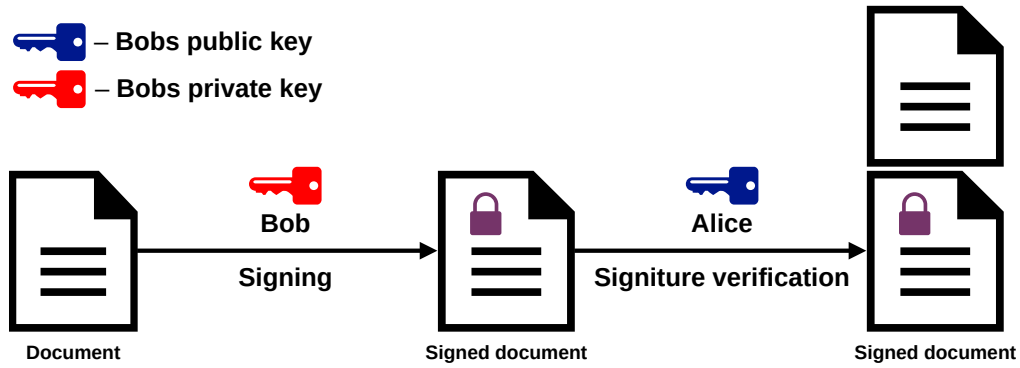 – Bobs public key
– Bobs private key
Bob
Signing
Alice
Signiture verification
Document
Signed document
Signed document